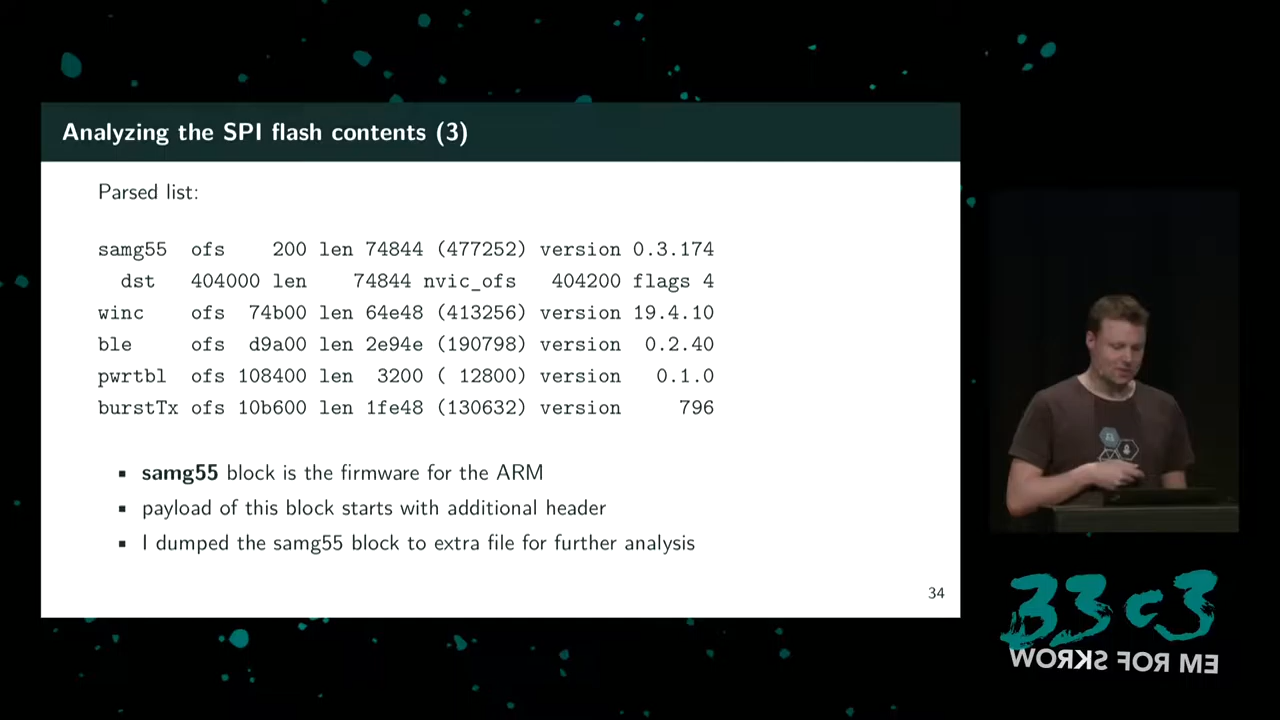 Analyzing the SPI flash contents (3)
Parsed list:
samg55 ofs 200 len 74844 (477252) version 0.3.174
dst 404000 len 74844 nvic_ofs 404200 flags 4
winc ofs 74b00 len 64e48 (413256) version 19.4.10
ble ofs d9a00 len 2e94e (190798) version 0.2.40
pwrtbl ofs 108400 len 3200 ( 12800) version 0.1.0
burstTx ofs 10b600 len 1fe48 (130632) version 796
▪ samg55 block is the firmware for the ARM
▪ payload of this block starts with additional header
▪ I dumped the samg55 block to extra file for further analysis
34
33c3
WORKS FOR ME